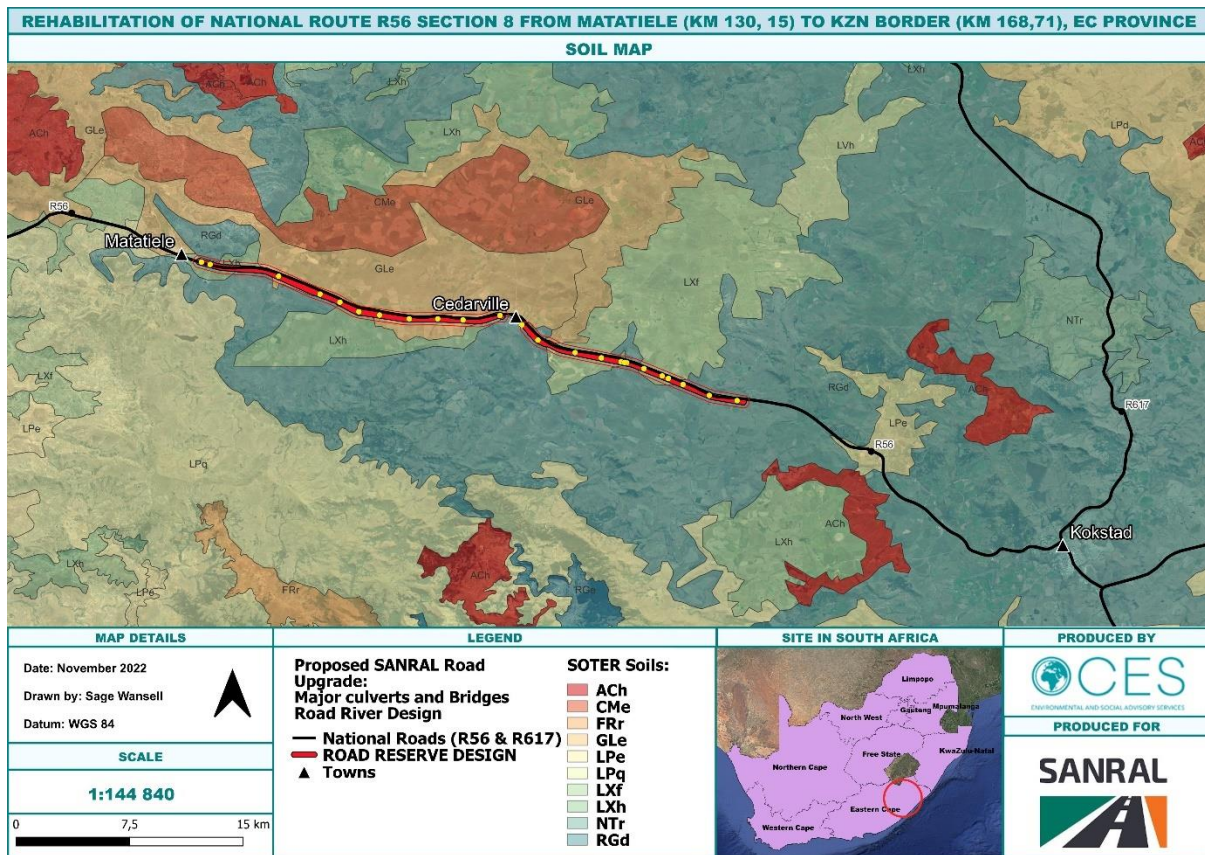 REHABILITATION OF NATIONAL ROUTE R56 SECTION 8 FROM MATATIELE (KM 130, 15) TO KZN BORDER (KM 168,71), EC PROVINCE
SOIL MAP
ACh
ACh
LXh
LXh
LXh
ACh
GLe
LXh
LVh
LPd
CMe
GLe
R56
Matatiele
RGd
LXh
GLe
LXf
Cedarville
NTr
LXh
LXf
RGd
ACh
R617
LPe
LPe
LPq
R56
ACh
LXh
Kokstad
LXh
LPe
FRr
ACh
RGe
MAP DETAILS
Date: November 2022
Drawn by: Sage Wansell
Datum: WGS 84
SCALE
1:144 840
0 7,5 15 km
LEGEND
Proposed SANRAL Road
Upgrade:
Major culverts and Bridges
Road River Design
National Roads (R56 & R617)
ROAD RESERVE DESIGN
Towns
SOTER Soils:
ACh
CMe
FRr
GLe
LPe
LPq
LXf
LXh
NTr
RGd
SITE IN SOUTH AFRICA
Limpopo
Gauteng
Mpumalanga
North West
Free State
KwaZulu-Natal
Northern Cape
Eastern Cape
Western Cape
PRODUCED BY
CES
ENVIRONMENTAL AND SOCIAL ADVISORY SERVICES
PRODUCED FOR
SANRAL